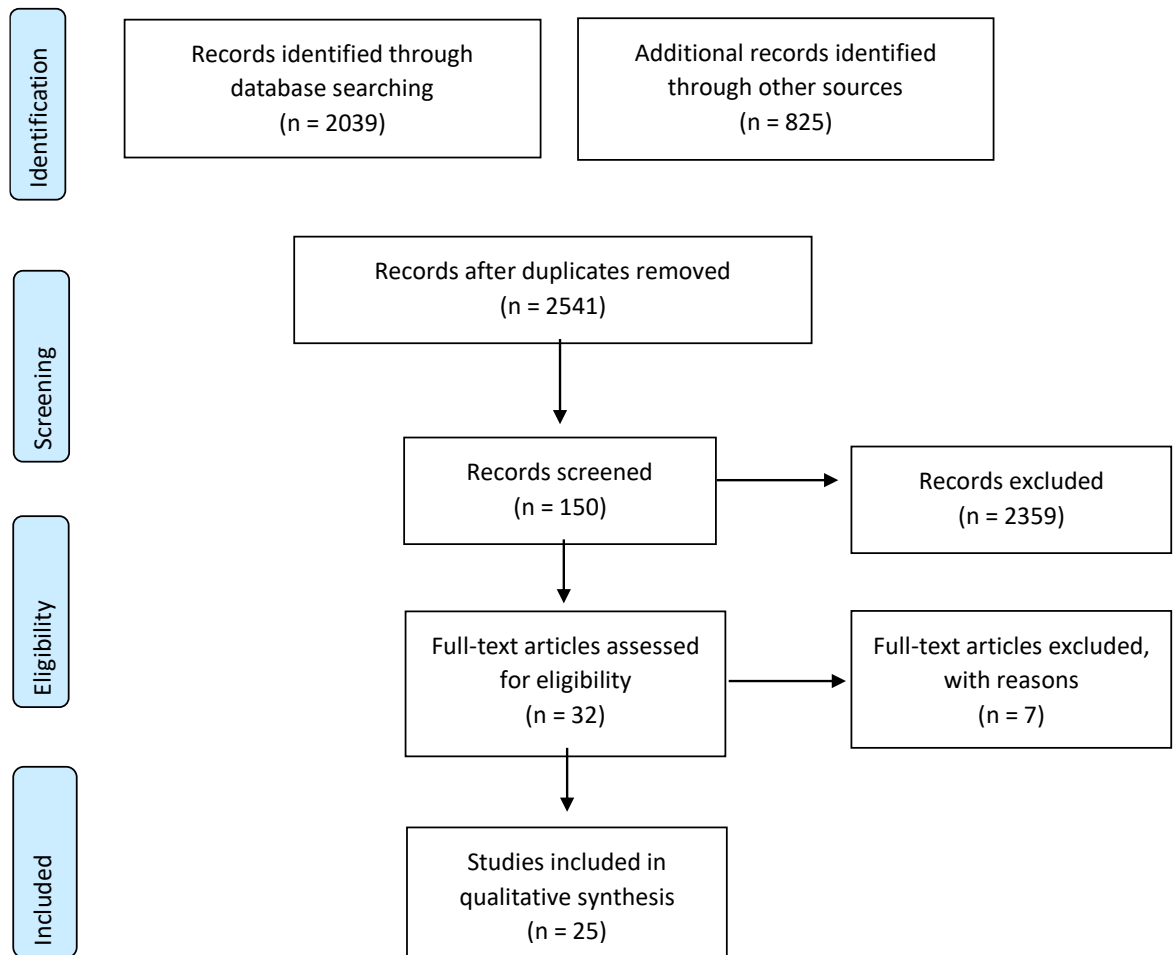 Identification
Records identified through
database searching
(n = 2039)
Additional records identified
through other sources
(n = 825)
Screening
Records after duplicates removed
(n = 2541)
Records screened
(n = 150)
Records excluded
(n = 2359)
Eligibility
Full-text articles assessed
for eligibility
(n = 32)
Full-text articles excluded,
with reasons
(n = 7)
Included
Studies included in
qualitative synthesis
(n = 25)